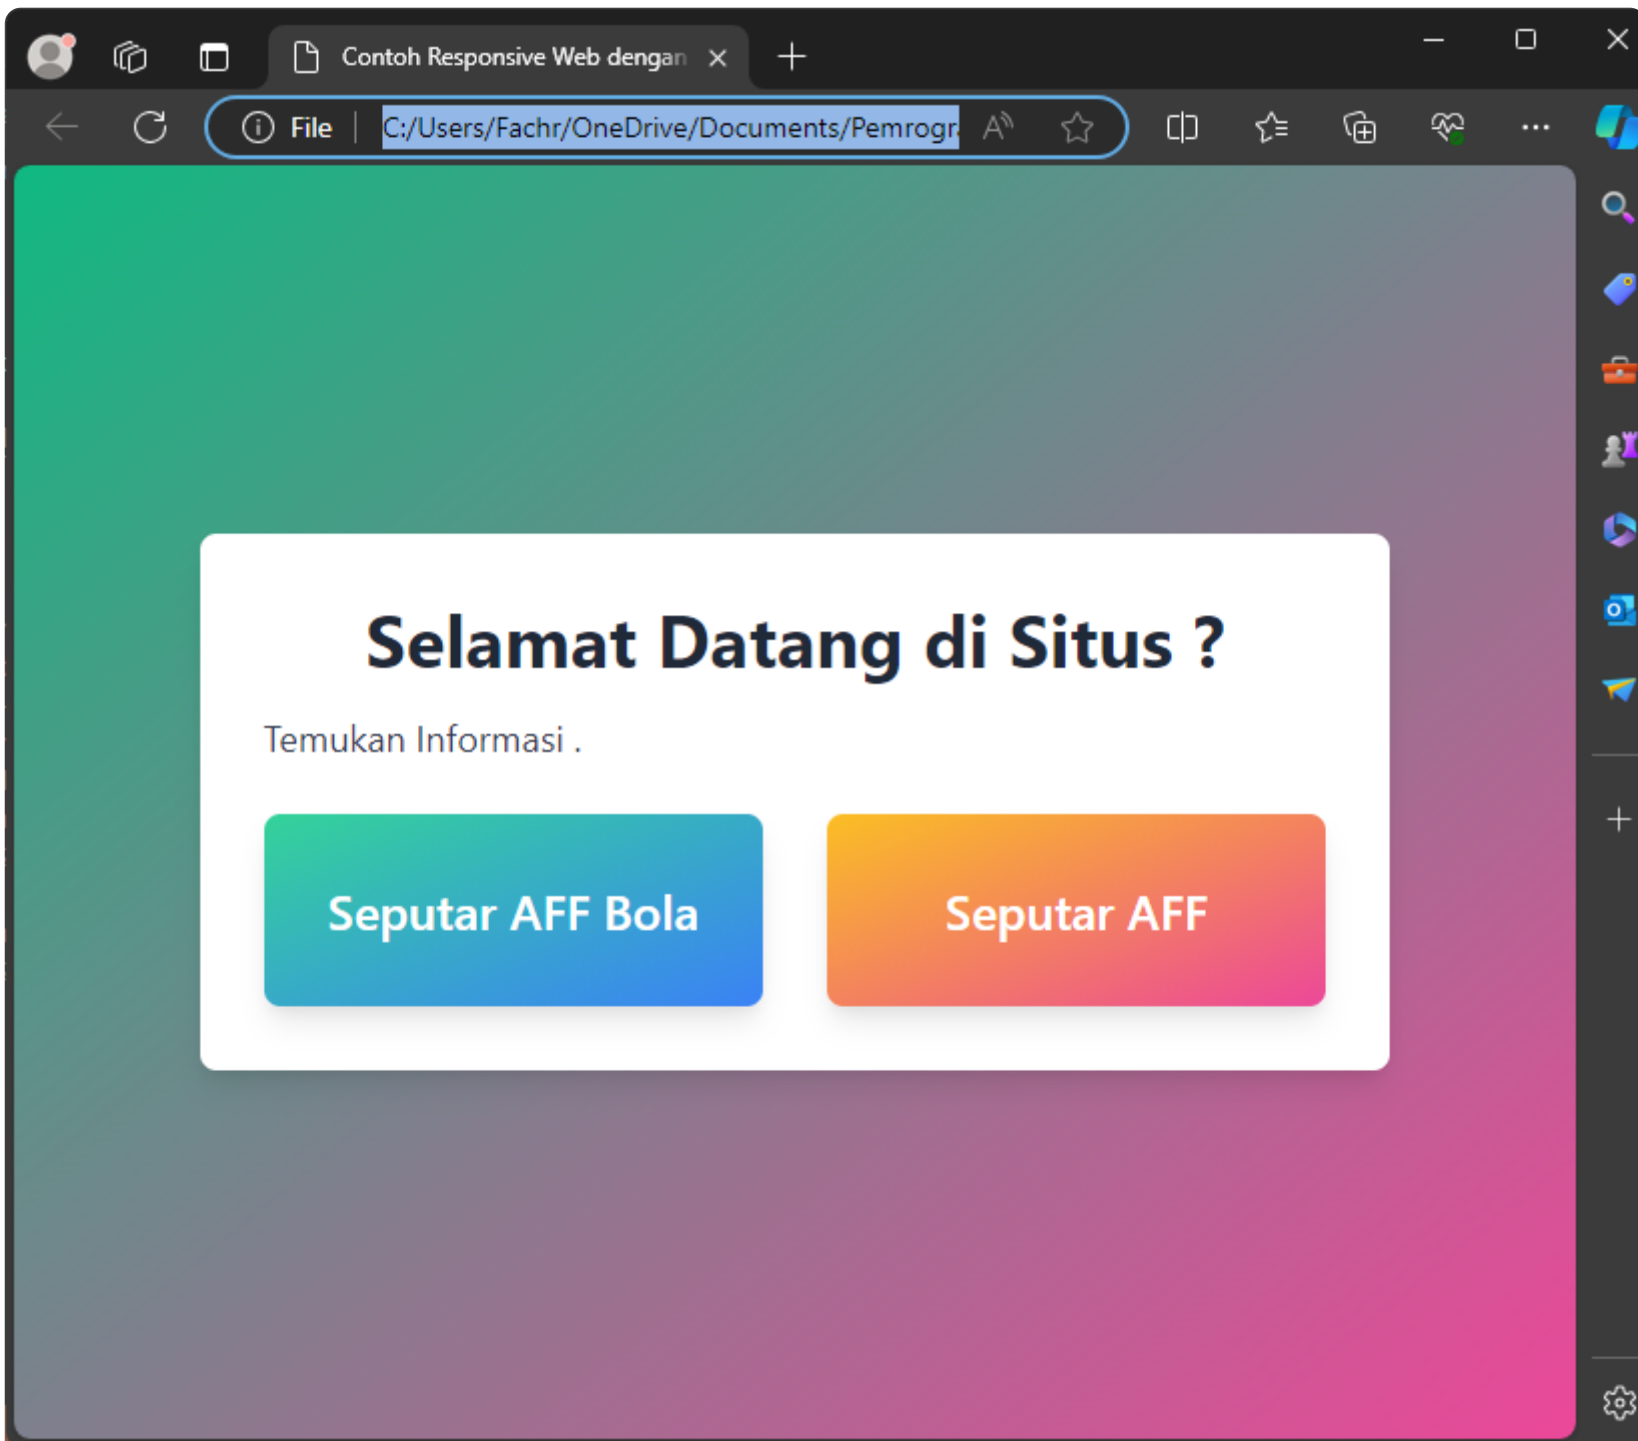 Contoh Responsive Web dengan
File C:/Users/Fachr/OneDrive/Documents/Pemrogr
Selamat Datang di Situs ?
Temukan Informasi .
Seputar AFF Bola
Seputar AFF